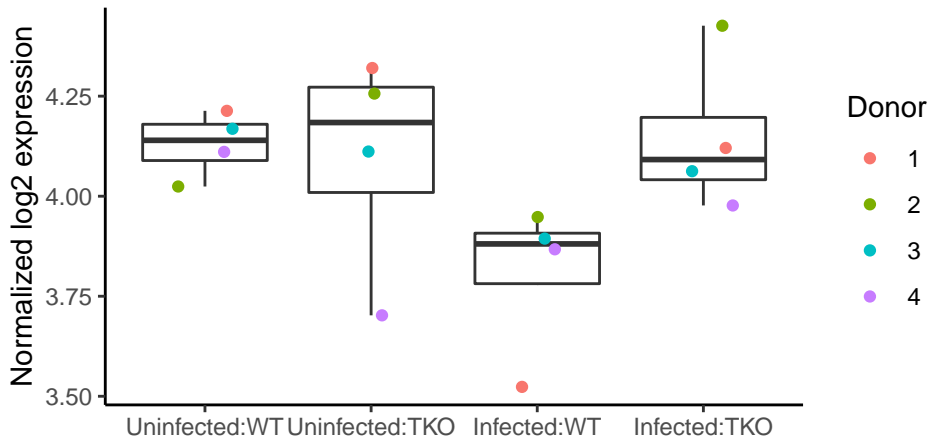 Normalized log2 expression
4.25
4.00
3.75
3.50
Uninfected:WT
Uninfected:TKO
Infected:WT
Infected:TKO
Donor
1
2
3
4